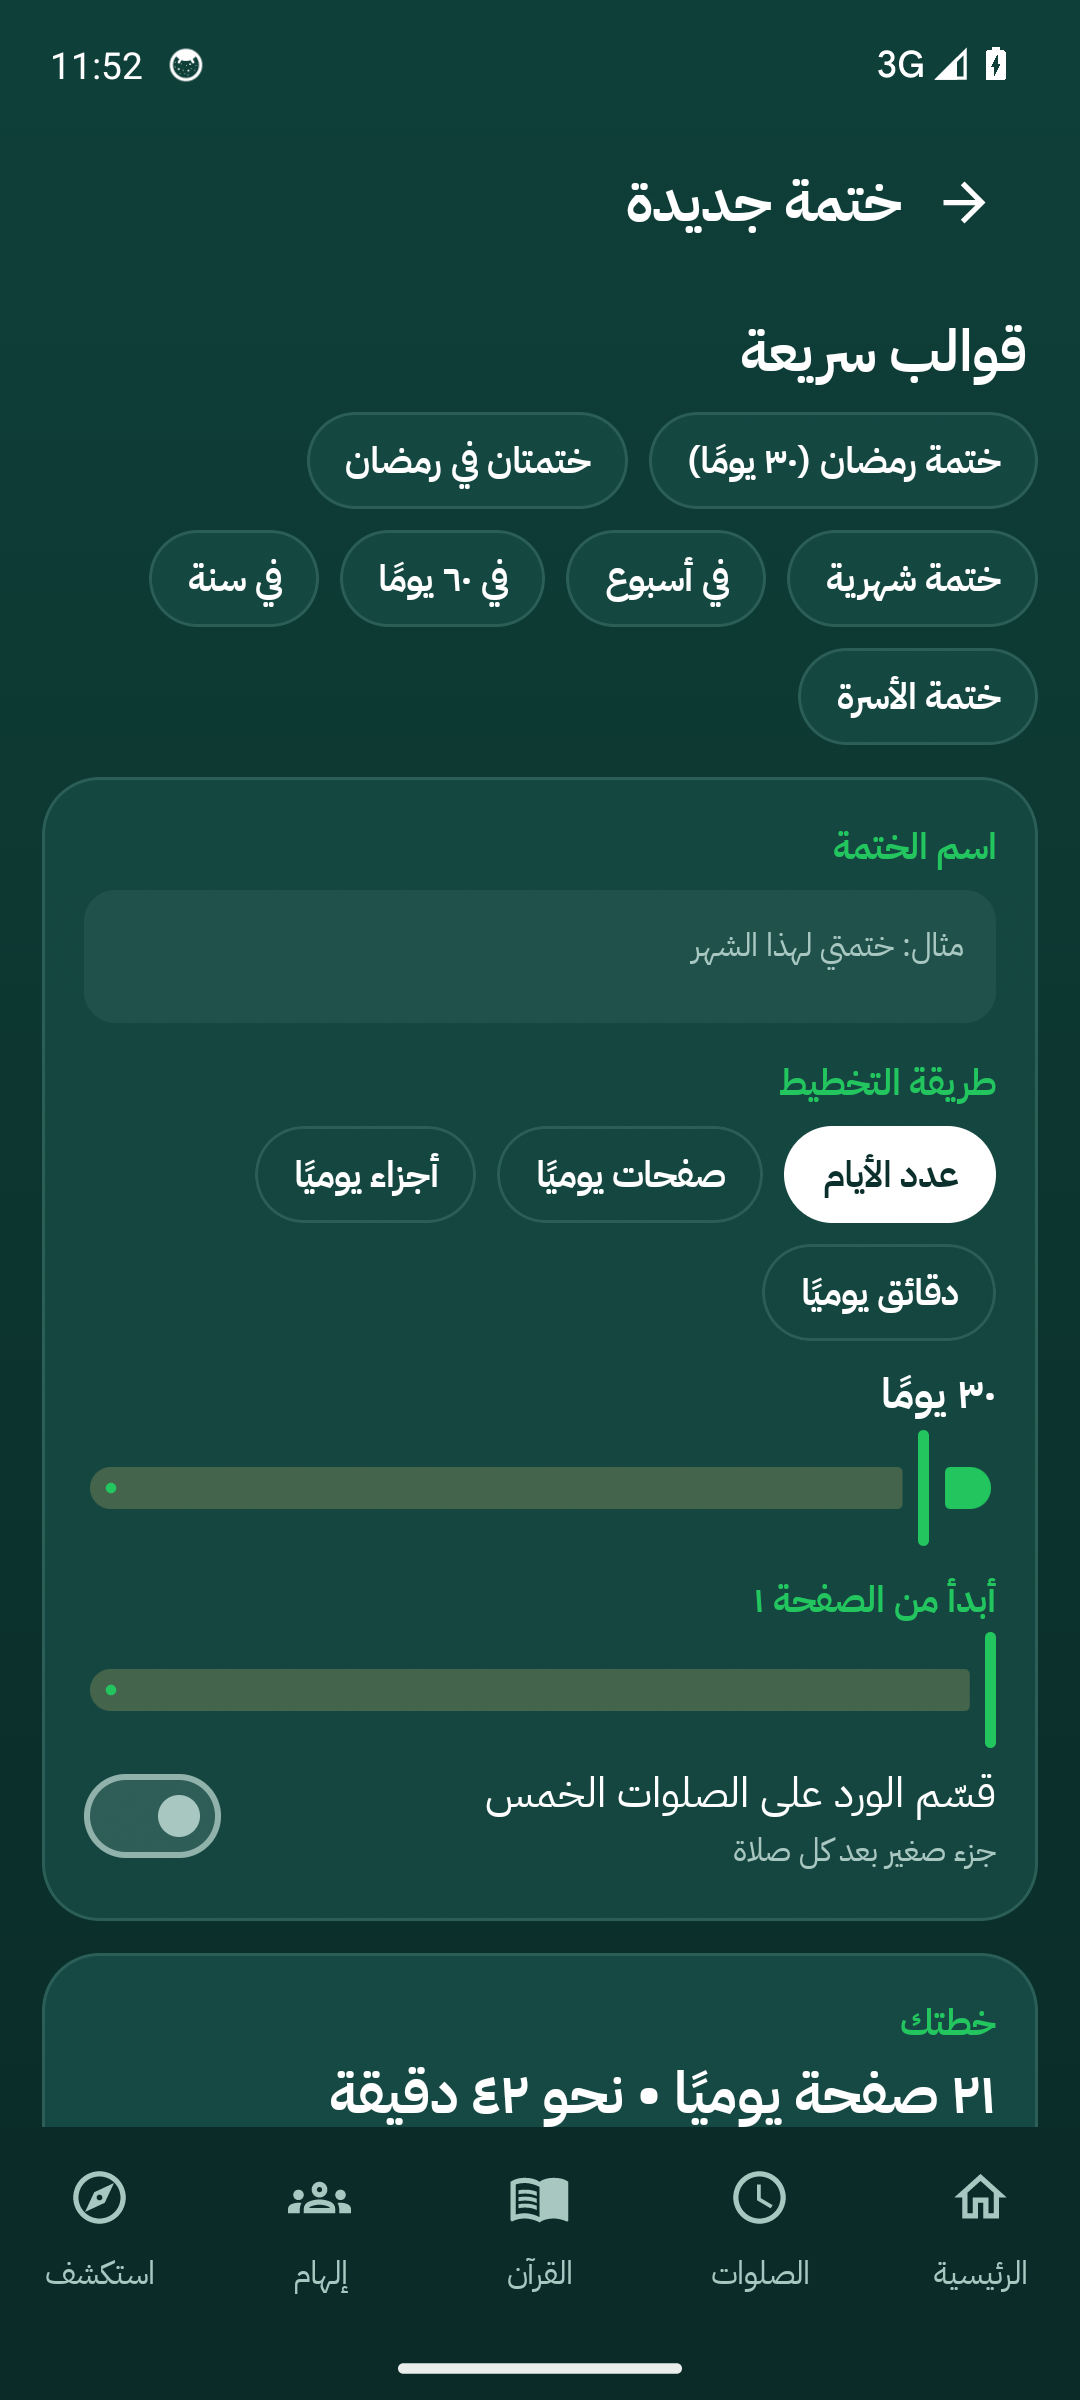 11:52 3G
ختمة جديدة
قوالب سريعة
ختمة رمضان (٣٠ يومًا) ختمتان في رمضان
ختمة شهرية في أسبوع في ٦٠ يومًا في سنة
ختمة الأسرة
اسم الختمة
مثال: ختمتي لهذا الشهر
طريقة التخطيط
عدد الأيام صفحات يوميًا أجزاء يوميًا
دقائق يوميًا
٣٠ يومًا
أبدأ من الصفحة ١
قسّم الورد على الصلوات الخمس
جزء صغير بعد كل صلاة
خطتك
٢١ صفحة يوميًا • نحو ٤٢ دقيقة
الرئيسية الصلوات القرآن إلهام استكشف